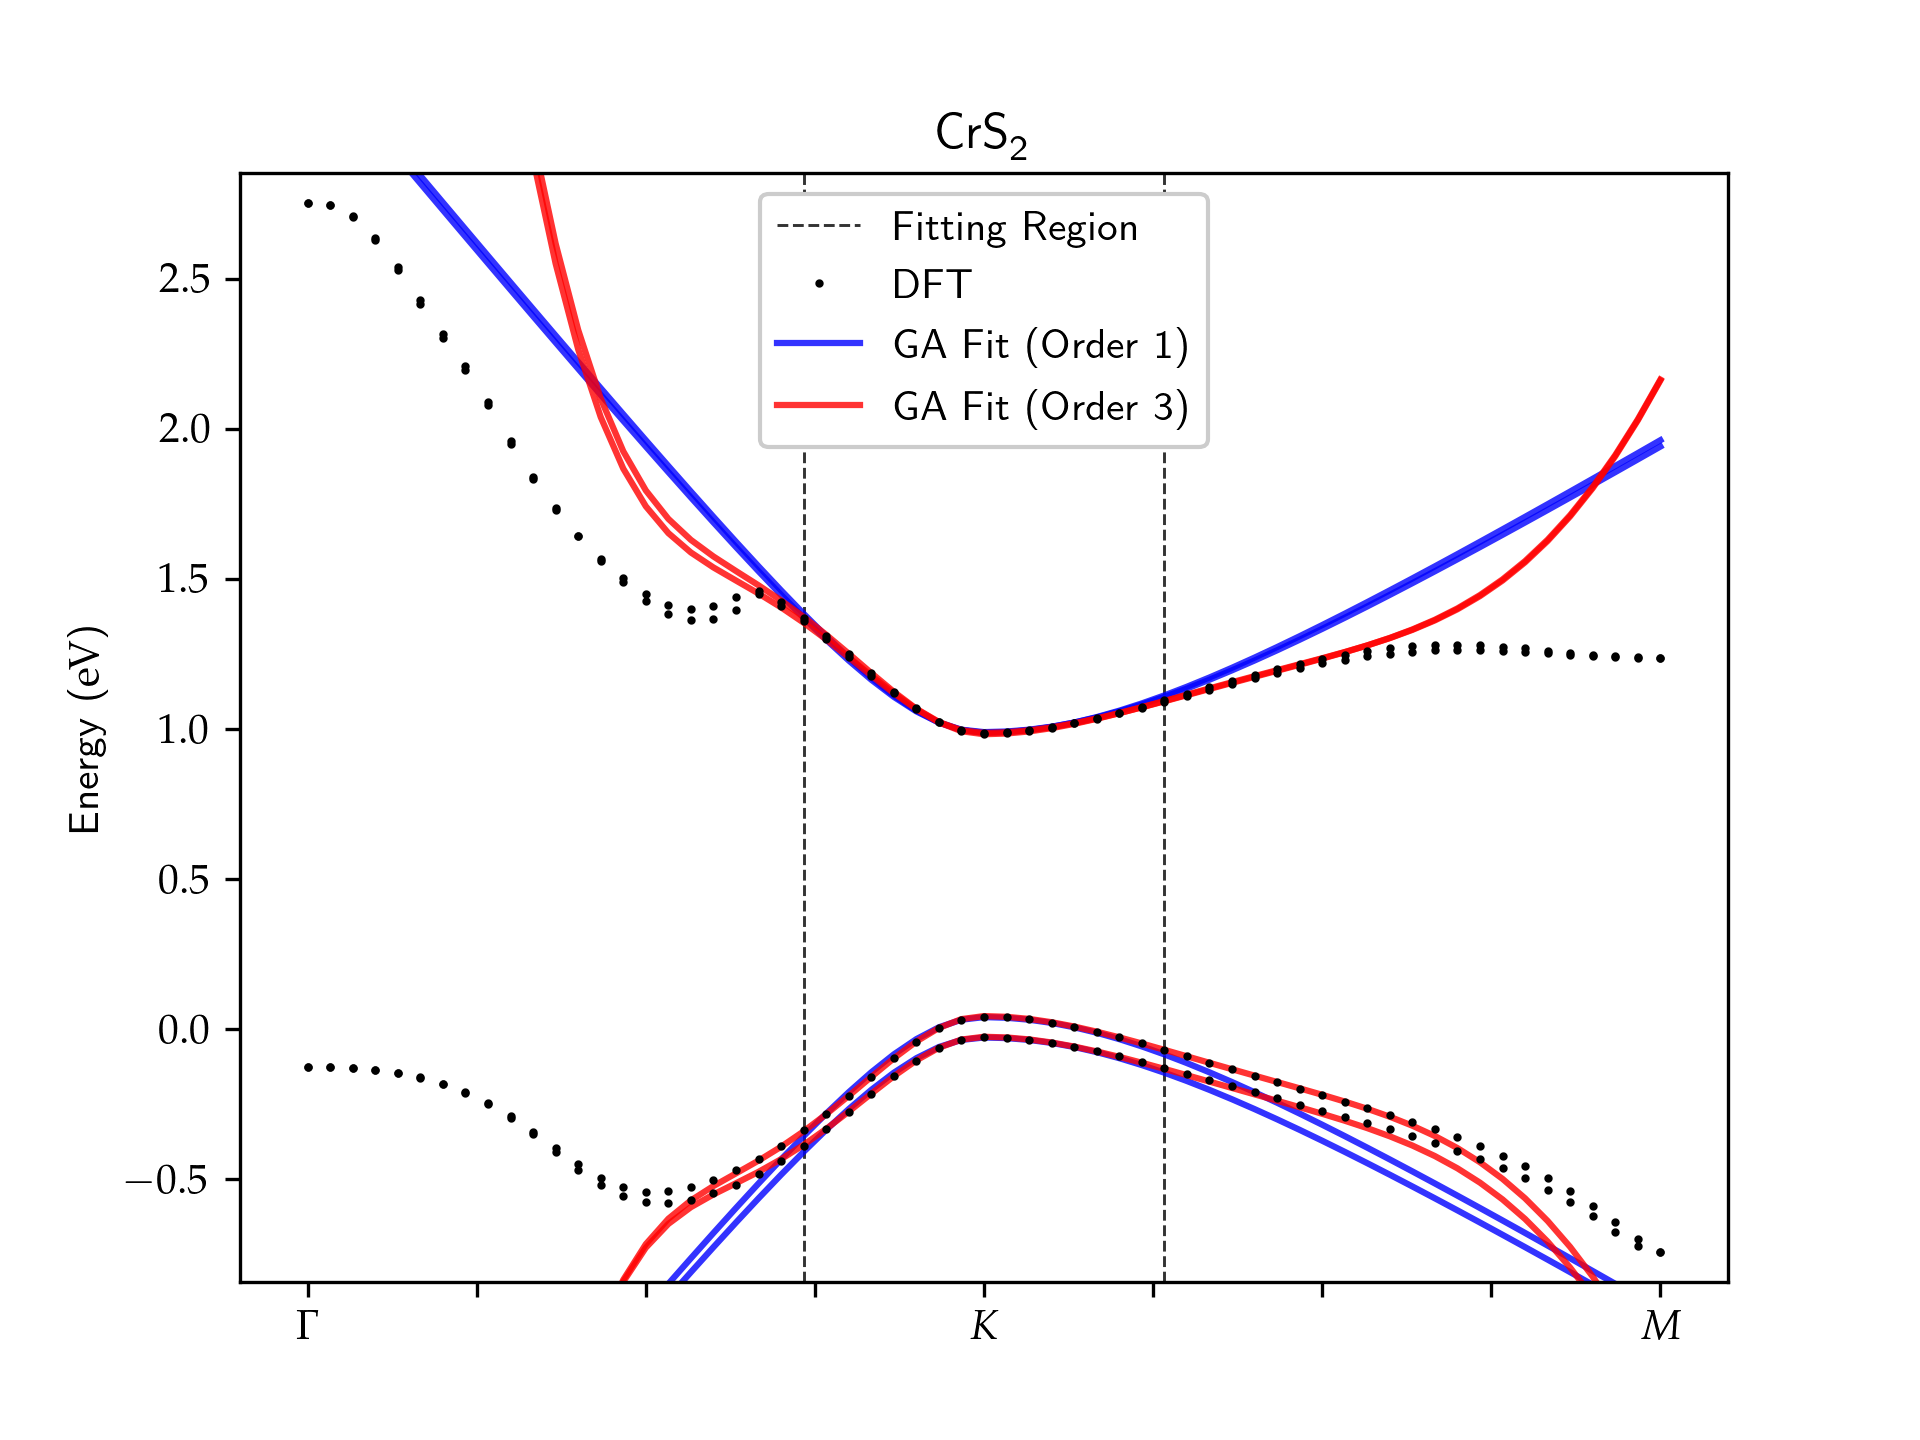 CrS₂
Fitting Region
DFT
GA Fit (Order 1)
GA Fit (Order 3)
Energy (eV)
2.5
2.0
1.5
1.0
0.5
0.0
−0.5
Γ K M